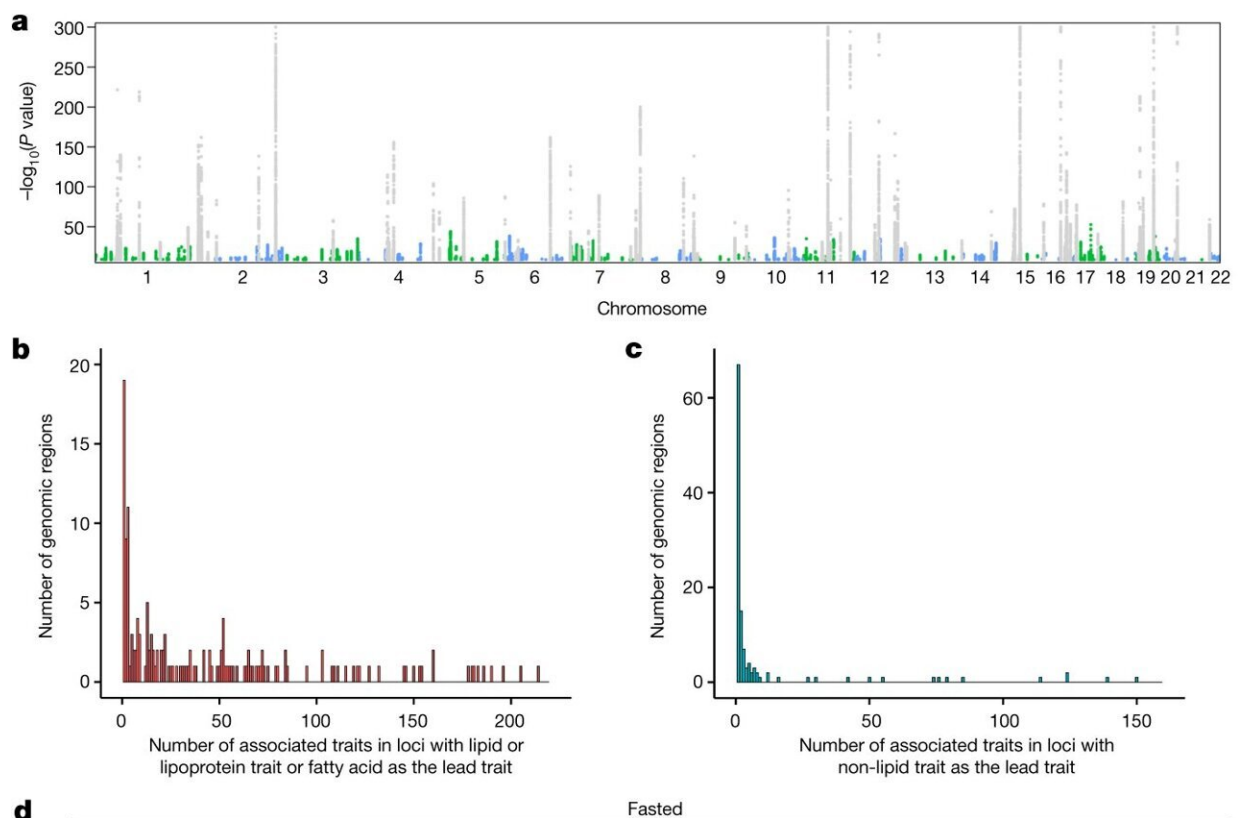 a
300
250
200
150
100
50
–log10(P value)
1 2 3 4 5 6 7 8 9 10 11 12 13 14 15 16 17 18 19 20 21 22
Chromosome
b
20
15
10
5
0
Number of genomic regions
0 50 100 150 200
Number of associated traits in loci with lipid or
lipoprotein trait or fatty acid as the lead trait
c
60
40
20
0
Number of genomic regions
0 50 100 150
Number of associated traits in loci with
non-lipid trait as the lead trait
d
Fasted